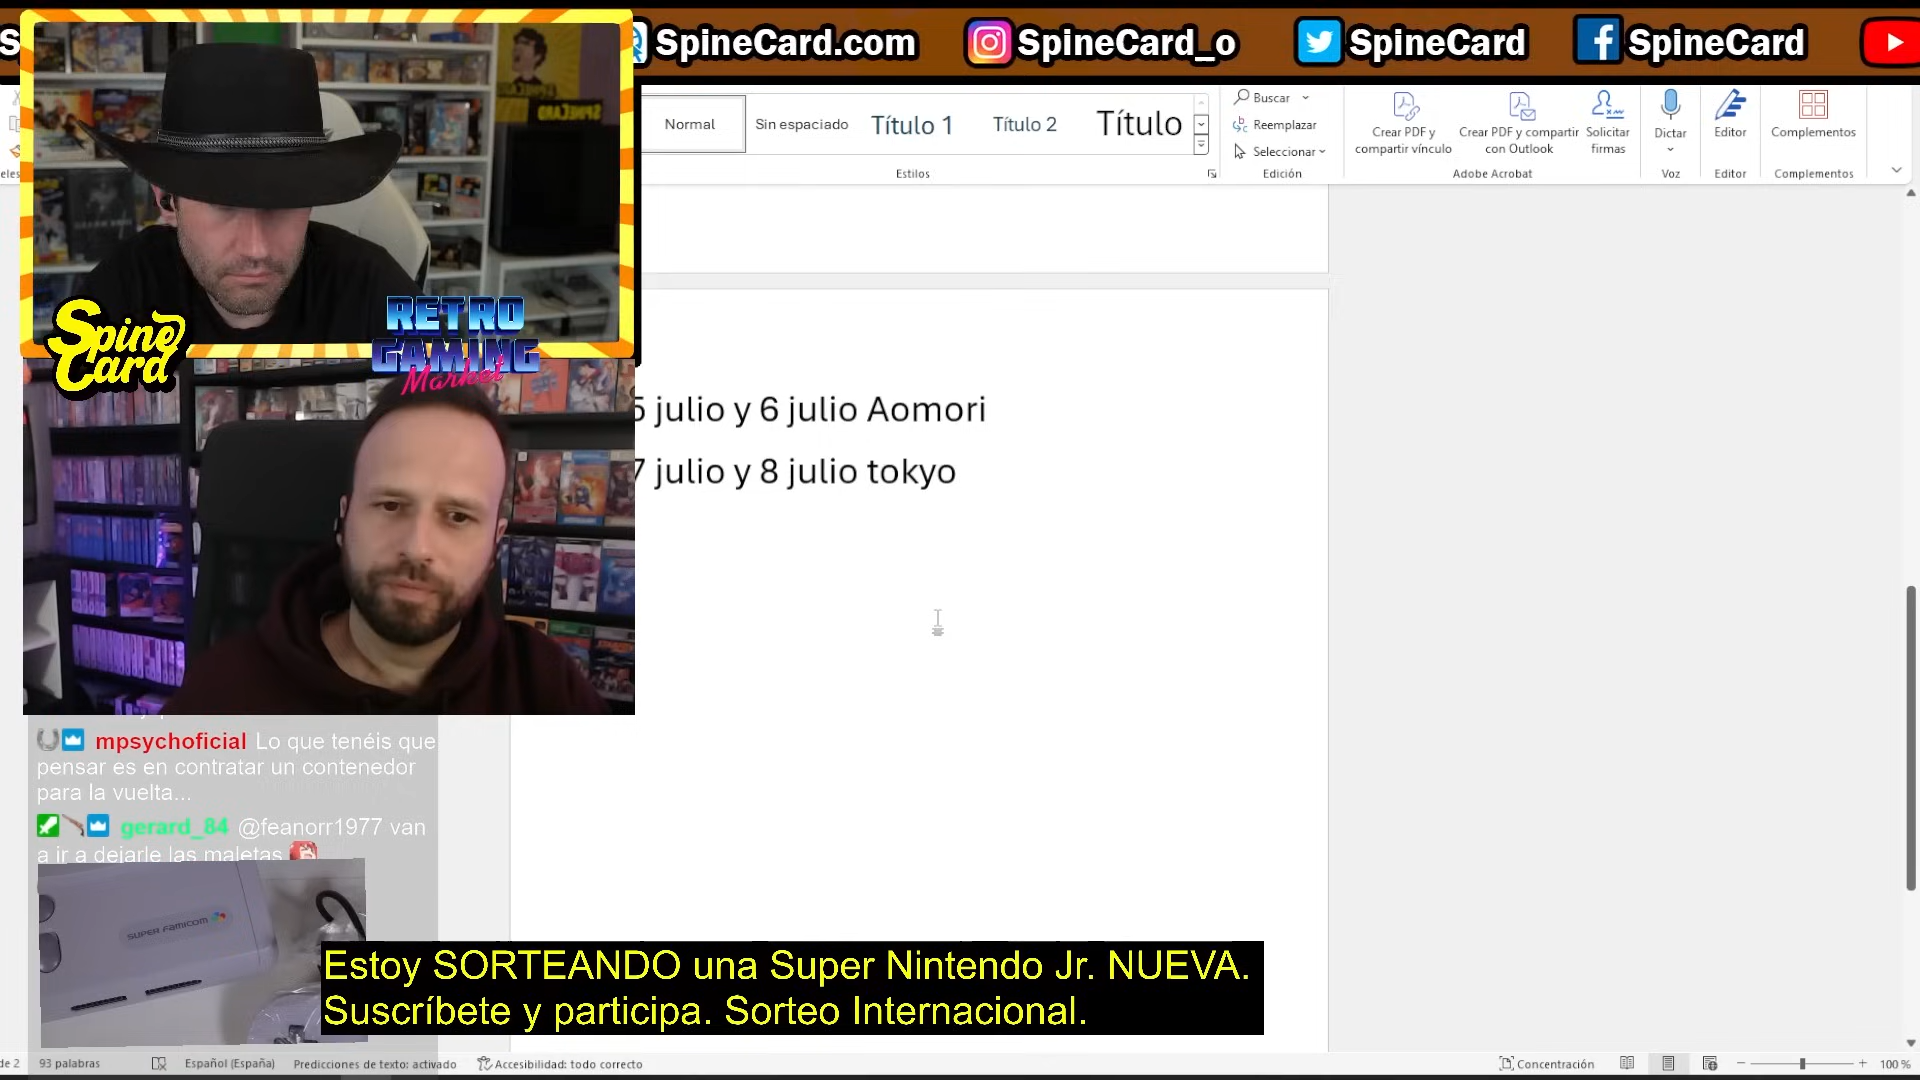 SpineCard.com
SpineCard_o
SpineCard
SpineCard
Normal
Sin espaciado
Título 1
Título 2
Título
Estilos
Buscar
Reemplazar
Seleccionar
Edición
Crear PDF y
compartir vínculo
Crear PDF y compartir
con Outlook
Solicitar
firmas
Adobe Acrobat
Dictar
Voz
Editor
Editor
Complementos
Complementos
Spine
Card
RETRO
GAMING
Market
5 julio y 6 julio Aomori
7 julio y 8 julio tokyo
mpsychoficial Lo que tenéis que
pensar es en contratar un contenedor
para la vuelta...
gerard_84 @feanorr1977 van
a ir a dejarle las maletas
SUPER FAMICOM
Estoy SORTEANDO una Super Nintendo Jr. NUEVA.
Suscríbete y participa. Sorteo Internacional.
de 2
93 palabras
Español (España)
Predicciones de texto: activado
Accesibilidad: todo correcto
Concentración
100 %